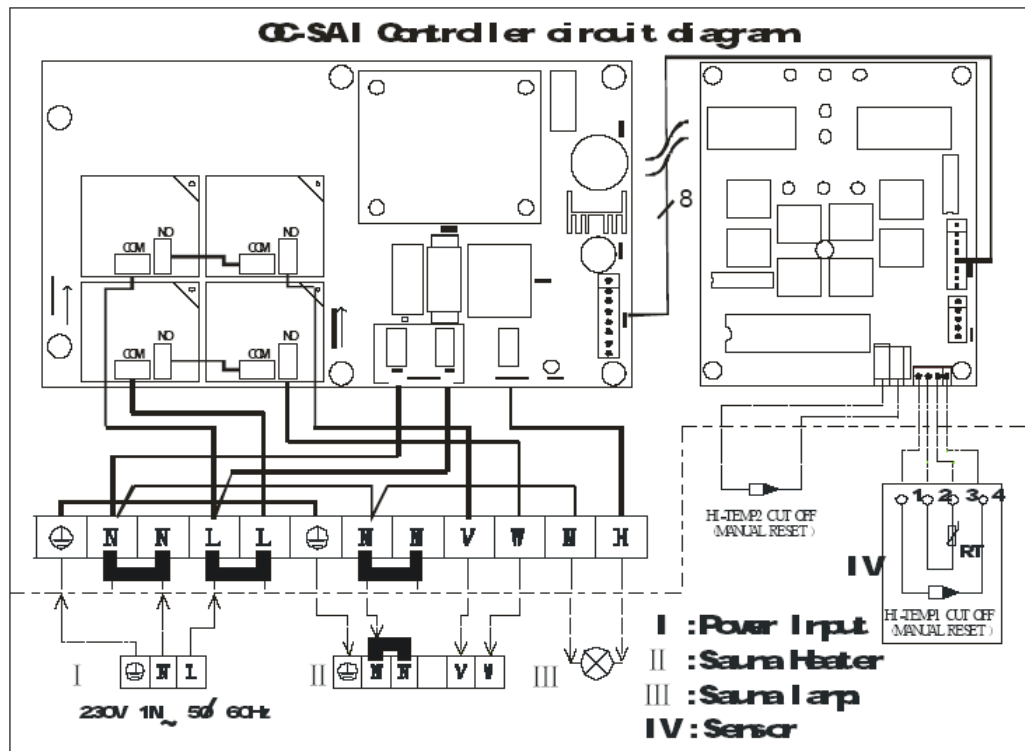 CC-SAI Controller circuit diagram
8
NO NO
COM COM
NO NO
COM COM
1 2 3 4
RT
HI-TEMP2 CUT OFF
(MANUAL RESET)
IV
HI-TEMP1 CUT OFF
(MANUAL RESET)
N N L L N N V W N H
I
N L
230V 1N~ 50/ 60Hz
II
N N V W
III
I :Power Input
II :Sauna Heater
III :Sauna lamp
IV: Sensor